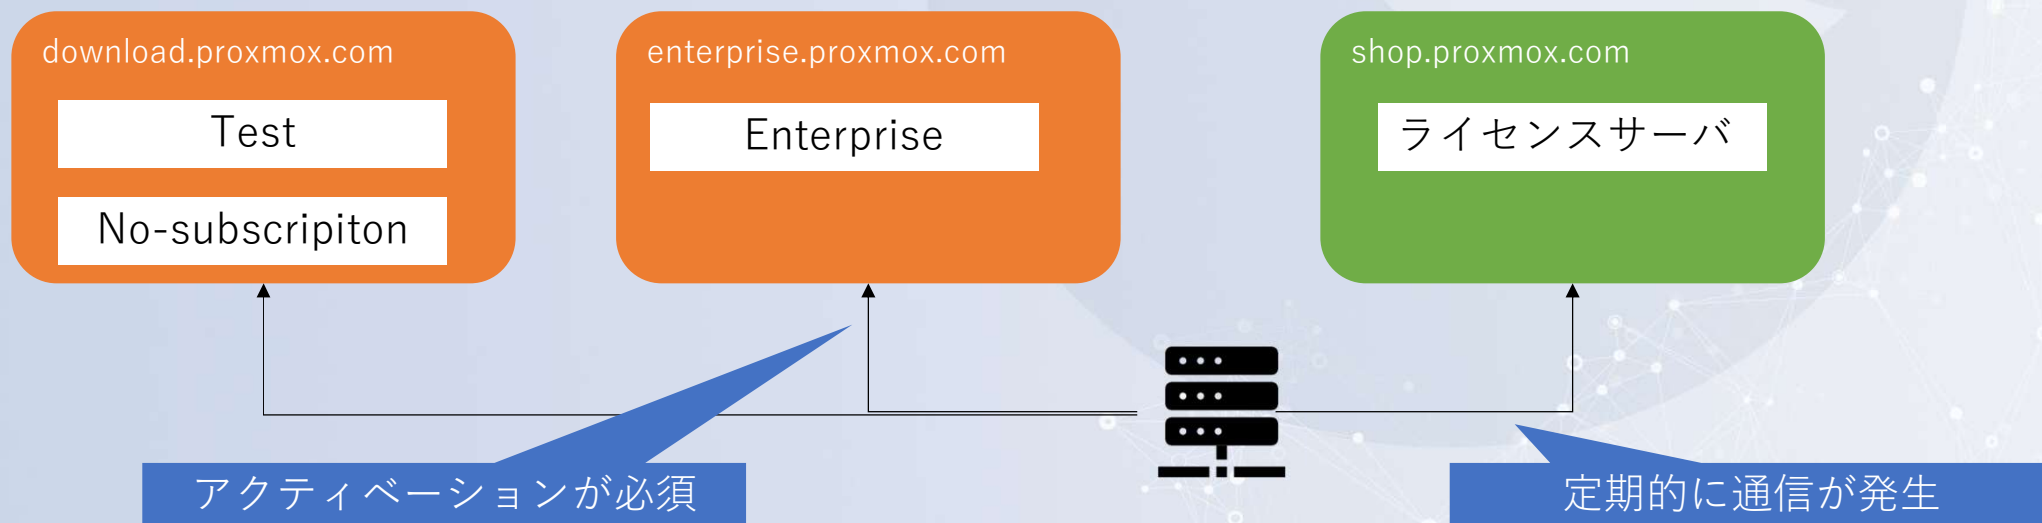 download.proxmox.com
Test
No-subscripiton
enterprise.proxmox.com
Enterprise
shop.proxmox.com
ライセンスサーバ
アクティベーションが必須
定期的に通信が発生